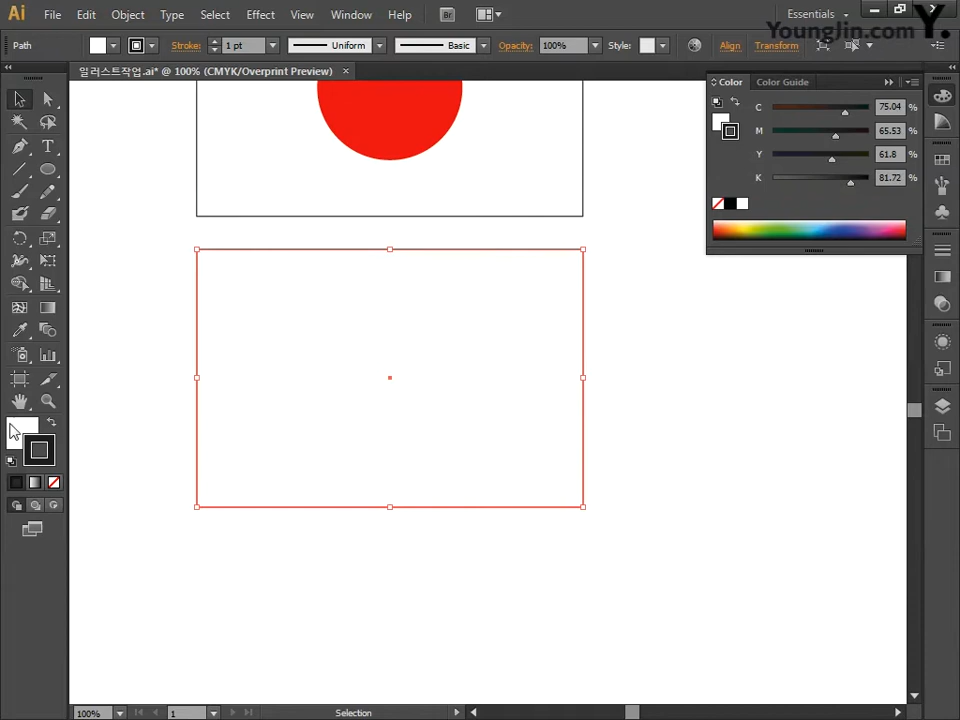 Ai File Edit Object Type Select Effect View Window Help Br Essentials
YoungJin.com Y.
Path Stroke: 1 pt Uniform Basic Opacity: 100% Style: Align Transform
일러스트작업.ai* @ 100% (CMYK/Overprint Preview) ×
Color Color Guide
C 75.04 %
M 65.53 %
Y 61.8 %
K 81.72 %
T
100% 1 Selection